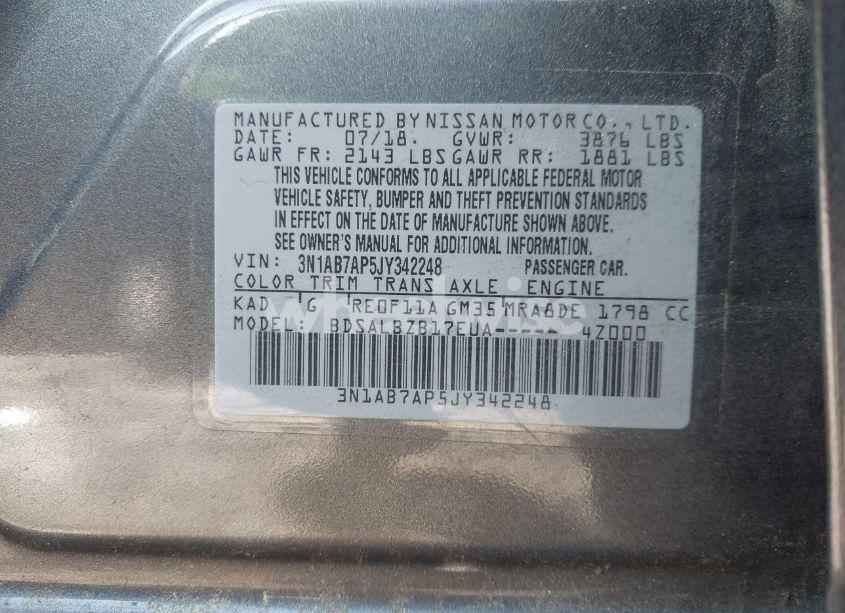 MANUFACTURED BY NISSAN MOTOR CO., LTD.
DATE: 07/18. GVWR: 3876 LBS
GAWR FR: 2143 LBS GAWR RR: 1881 LBS
THIS VEHICLE CONFORMS TO ALL APPLICABLE FEDERAL MOTOR
VEHICLE SAFETY, BUMPER AND THEFT PREVENTION STANDARDS
IN EFFECT ON THE DATE OF MANUFACTURE SHOWN ABOVE.
SEE OWNER'S MANUAL FOR ADDITIONAL INFORMATION.
VIN: 3N1AB7AP5JY342248 PASSENGER CAR.
COLOR TRIM TRANS AXLE ENGINE
KAD G RE0F11A GM35 MRA8DE 1798 CC
MODEL: BDSALBZB17EUA----- 4Z000
3N1AB7AP5JY342248